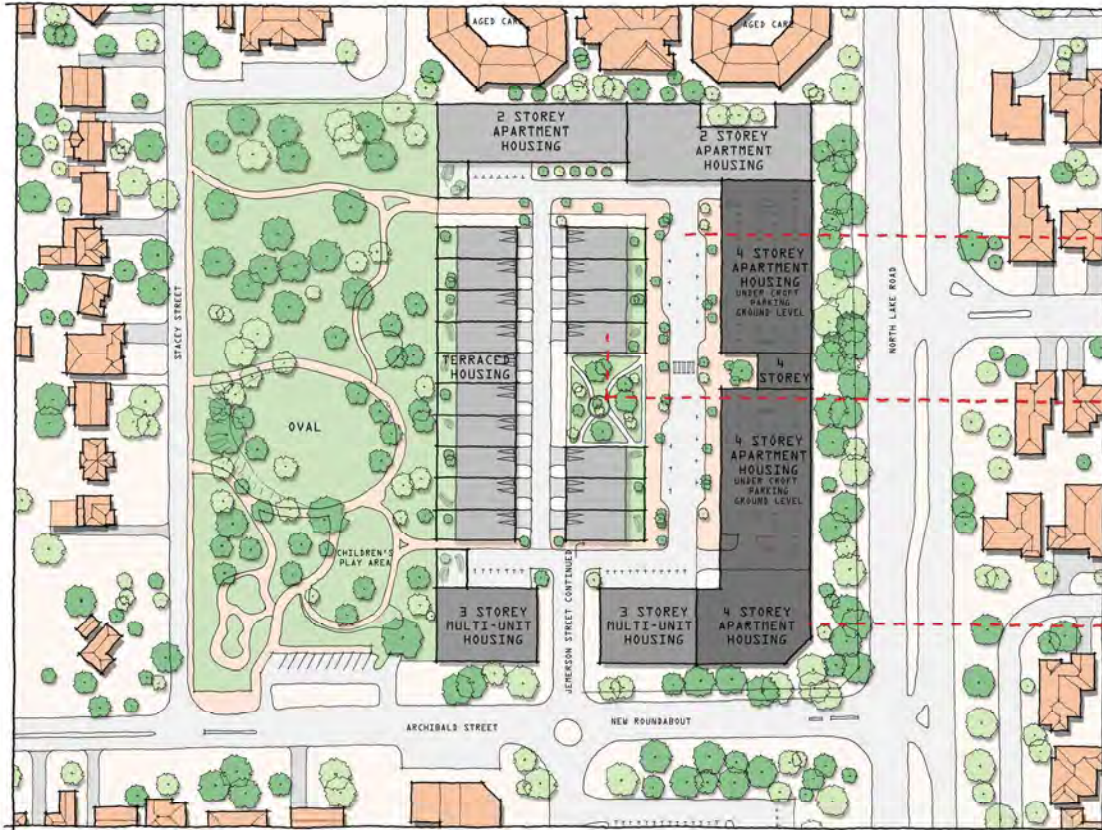 AGED CARE
AGED CARE
2 STOREY
APARTMENT
HOUSING
2 STOREY
APARTMENT
HOUSING
4 STOREY
APARTMENT
HOUSING
UNDER CROFT
PARKING
GROUND LEVEL
NORTH LAKE ROAD
STACEY STREET
TERRACED
HOUSING
4
STOREY
OVAL
4 STOREY
APARTMENT
HOUSING
UNDER CROFT
PARKING
GROUND LEVEL
CHILDREN'S
PLAY AREA
JEMERSON STREET CONTINUED
3 STOREY
MULTI-UNIT
HOUSING
3 STOREY
MULTI-UNIT
HOUSING
4 STOREY
APARTMENT
HOUSING
ARCHIBALD STREET
NEW ROUNDABOUT